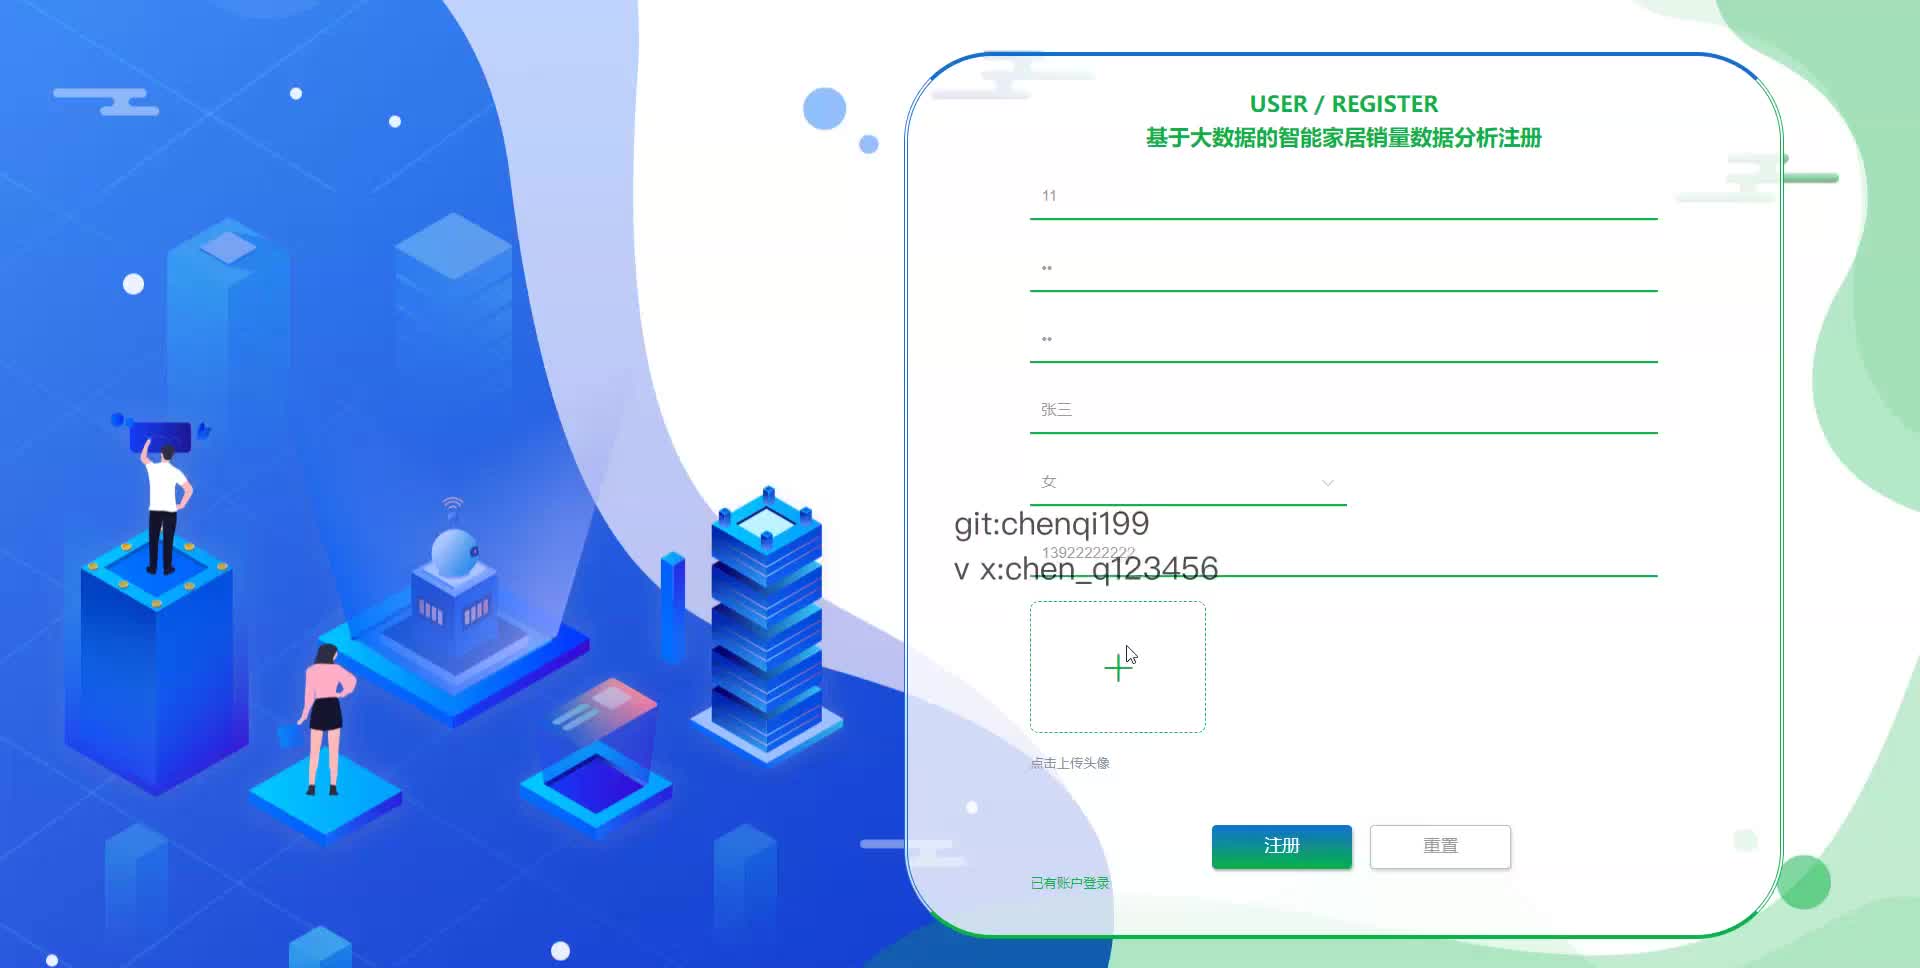 USER / REGISTER
基于大数据的智能家居销量数据分析注册
11
••
••
张三
女
git:chenqi199
13922222222
v x:chen_q123456
点击上传头像
注册
重置
已有账户登录